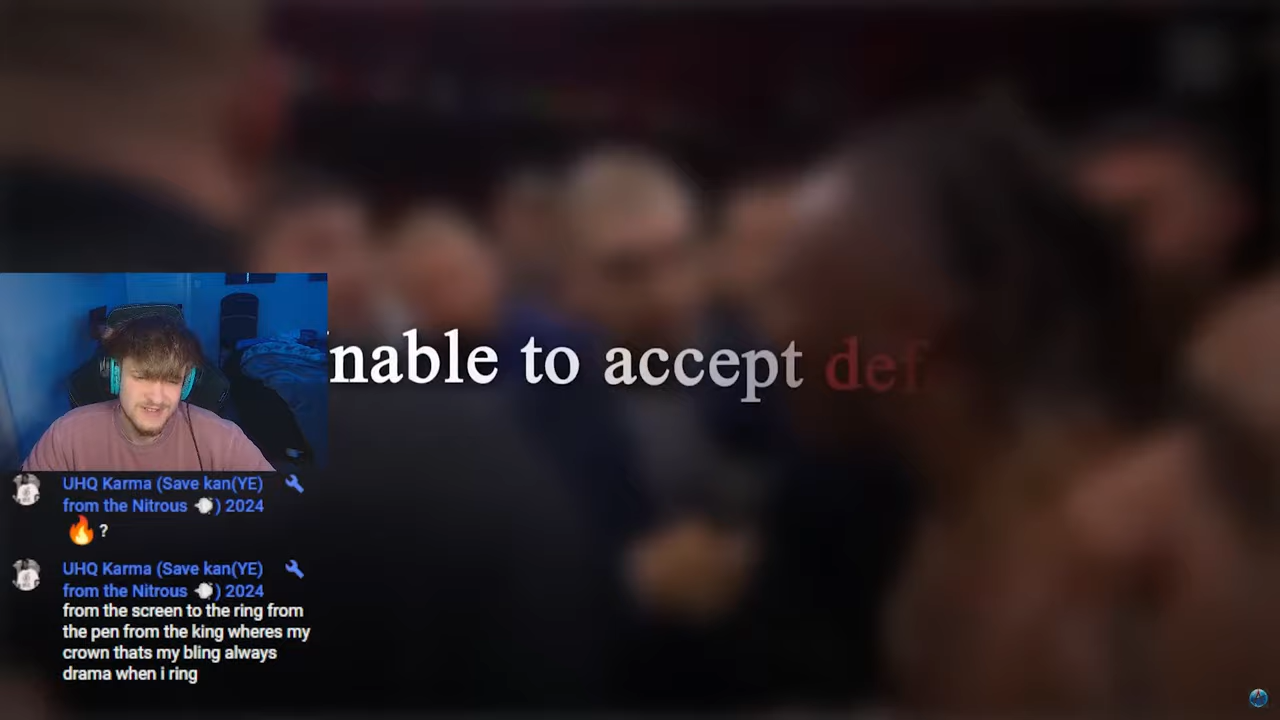 nable to accept def
UHQ Karma (Save kan(YE)
from the Nitrous 💨) 2024
🔥 ?
UHQ Karma (Save kan(YE)
from the Nitrous 💨) 2024
from the screen to the ring from
the pen from the king wheres my
crown thats my bling always
drama when i ring